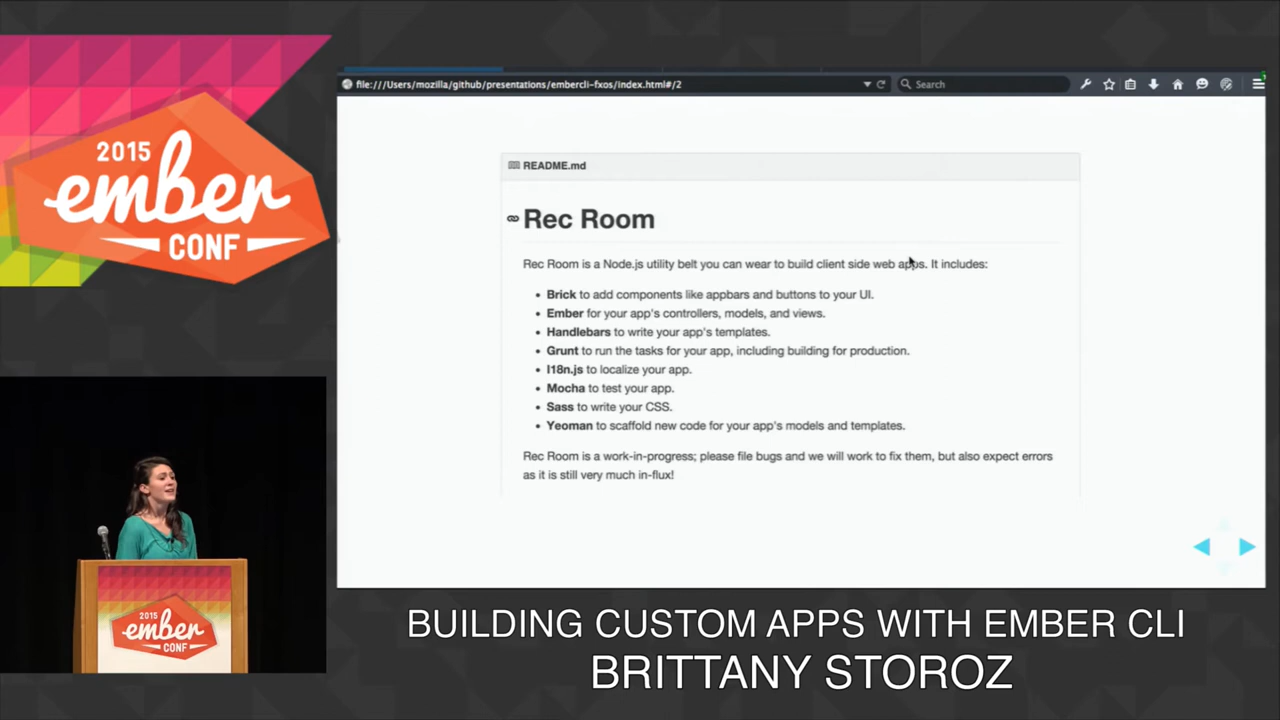 2015
ember
CONF
file:///Users/mozilla/github/presentations/embercli-fxos/index.html#/2
Search
README.md
Rec Room
Rec Room is a Node.js utility belt you can wear to build client side web apps. It includes:
• Brick to add components like appbars and buttons to your UI.
• Ember for your app's controllers, models, and views.
• Handlebars to write your app's templates.
• Grunt to run the tasks for your app, including building for production.
• I18n.js to localize your app.
• Mocha to test your app.
• Sass to write your CSS.
• Yeoman to scaffold new code for your app's models and templates.
Rec Room is a work-in-progress; please file bugs and we will work to fix them, but also expect errors
as it is still very much in-flux!
2015
ember
CONF
BUILDING CUSTOM APPS WITH EMBER CLI
BRITTANY STOROZ